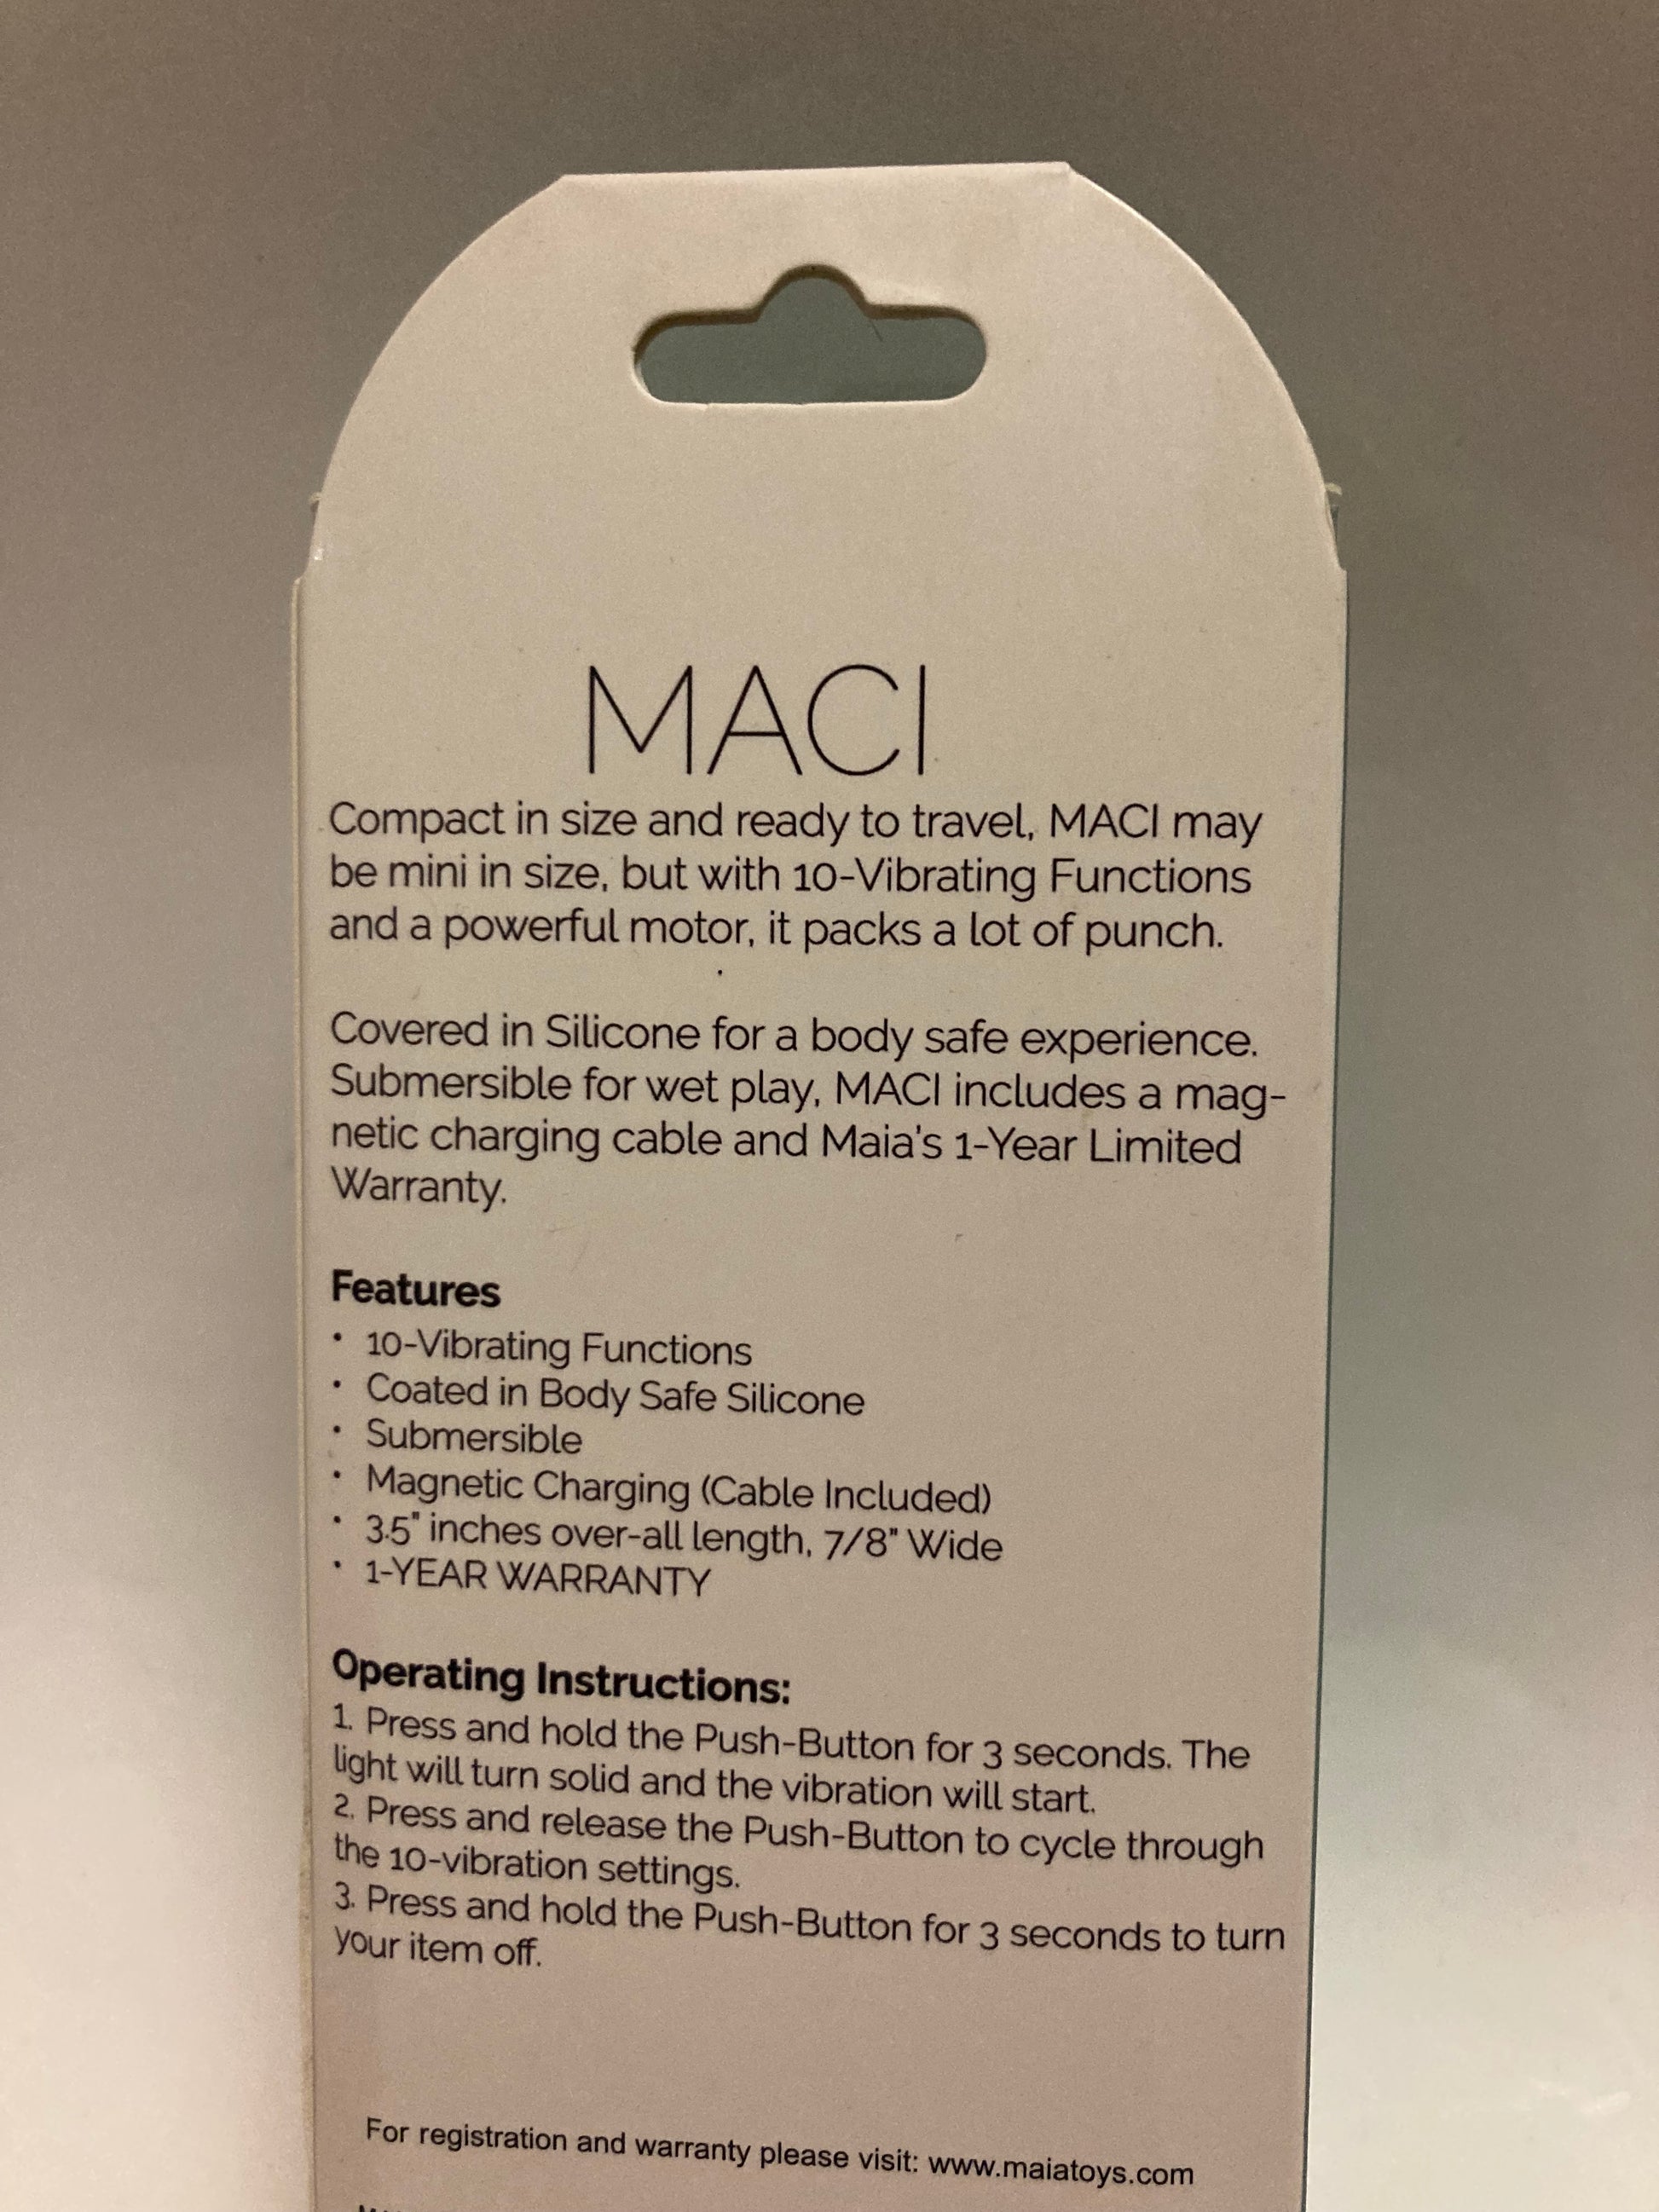 MACI
Compact in size and ready to travel, MACI may
be mini in size, but with 10-Vibrating Functions
and a powerful motor, it packs a lot of punch.
Covered in Silicone for a body safe experience.
Submersible for wet play, MACI includes a mag-
netic charging cable and Maia's 1-Year Limited
Warranty.
Features
• 10-Vibrating Functions
• Coated in Body Safe Silicone
• Submersible
• Magnetic Charging (Cable Included)
• 3.5" inches over-all length, 7/8" Wide
• 1-YEAR WARRANTY
Operating Instructions:
1. Press and hold the Push-Button for 3 seconds. The
light will turn solid and the vibration will start.
2. Press and release the Push-Button to cycle through
the 10-vibration settings.
3. Press and hold the Push-Button for 3 seconds to turn
your item off.
For registration and warranty please visit: www.maiatoys.com